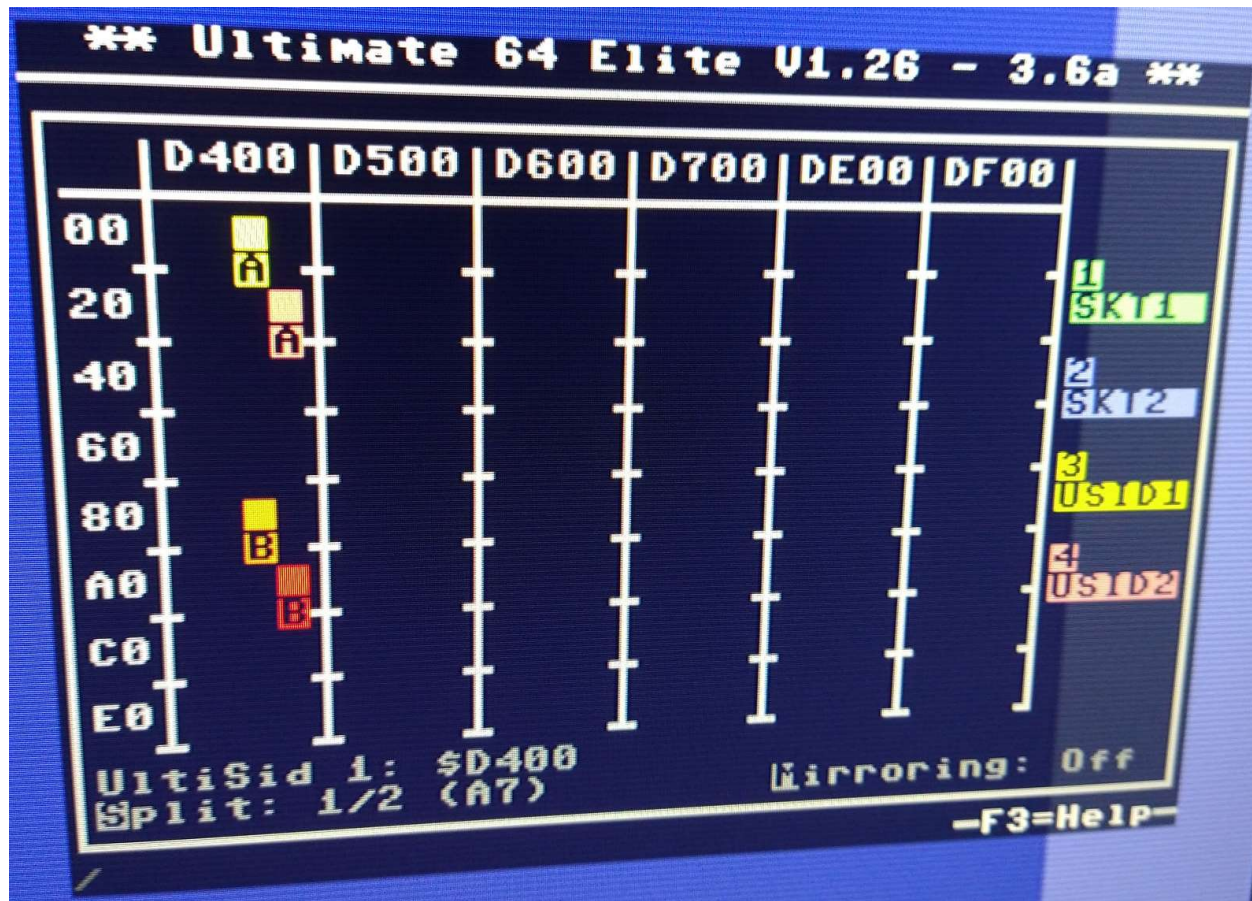 ** Ultimate 64 Elite V1.26 - 3.6a **
D400 D500 D600 D700 DE00 DF00
00
A
1
20
SKT1
A
40
2
SKT2
60
3
USID1
80
B
4
A0
USID2
B
C0
E0
UltiSid 1: $D400
Mirroring: Off
Split: 1/2 (A7)
F3=Help
/